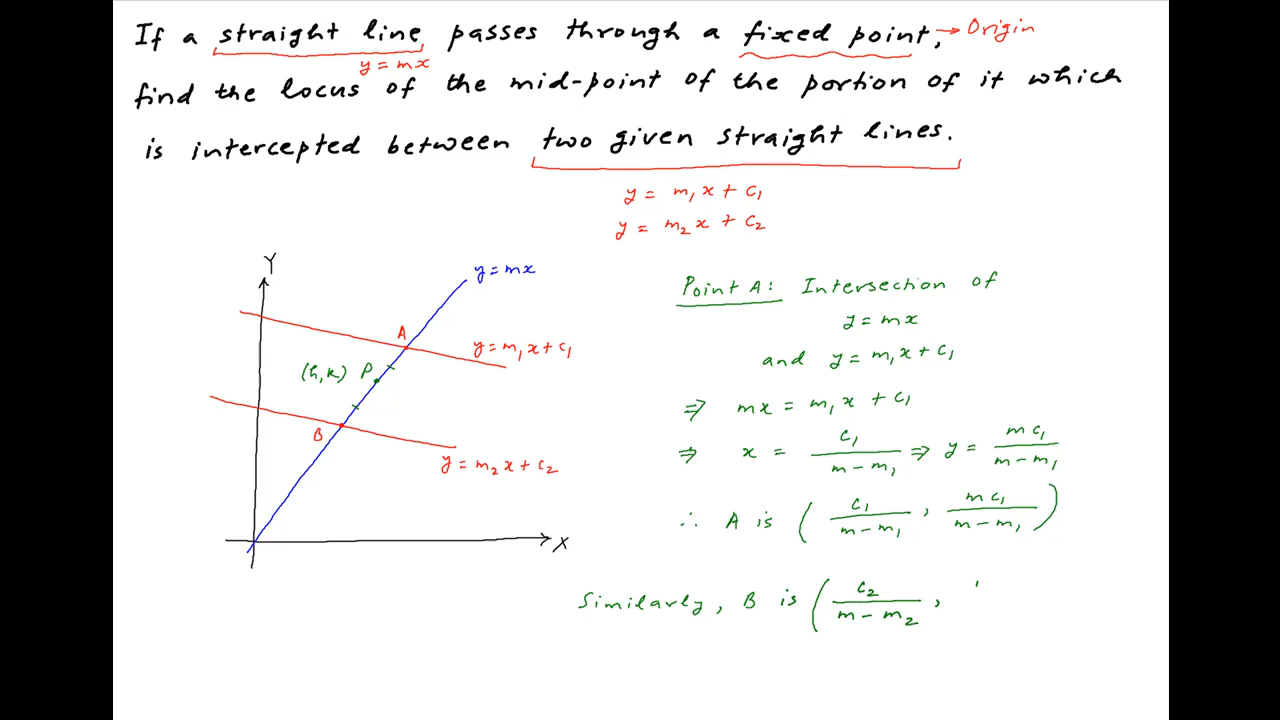 If a straight line passes through a fixed point, → Origin
y = mx
find the locus of the mid-point of the portion of it which
is intercepted between two given straight lines.
y = m₁x + c₁
y = m₂x + c₂
Y
y = mx
A
y = m₁x + c₁
(h, k) P
B
y = m₂x + c₂
X
Point A: Intersection of
y = mx
and y = m₁x + c₁
⇒ mx = m₁x + c₁
⇒ x = c₁/(m - m₁) ⇒ y = mc₁/(m - m₁)
∴ A is (c₁/(m - m₁), mc₁/(m - m₁))
Similarly, B is (c₂/(m - m₂),